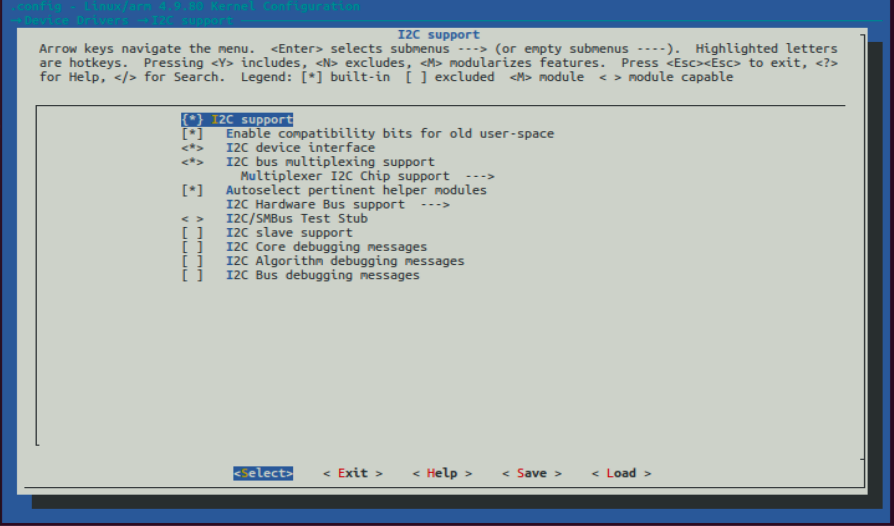 .config - Linux/arm 4.9.80 Kernel Configuration
→ Device Drivers → I2C support
I2C support
Arrow keys navigate the menu.  <Enter> selects submenus ---> (or empty submenus ----).  Highlighted letters
are hotkeys.  Pressing <Y> includes, <N> excludes, <M> modularizes features.  Press <Esc><Esc> to exit, <?>
for Help, </> for Search.  Legend: [*] built-in  [ ] excluded  <M> module  < > module capable
{*} I2C support
[*]   Enable compatibility bits for old user-space
<*>   I2C device interface
<*>   I2C bus multiplexing support
Multiplexer I2C Chip support  --->
[*]   Autoselect pertinent helper modules
I2C Hardware Bus support  --->
< >   I2C/SMBus Test Stub
[ ]   I2C slave support
[ ]   I2C Core debugging messages
[ ]   I2C Algorithm debugging messages
[ ]   I2C Bus debugging messages
<Select>    < Exit >    < Help >    < Save >    < Load >